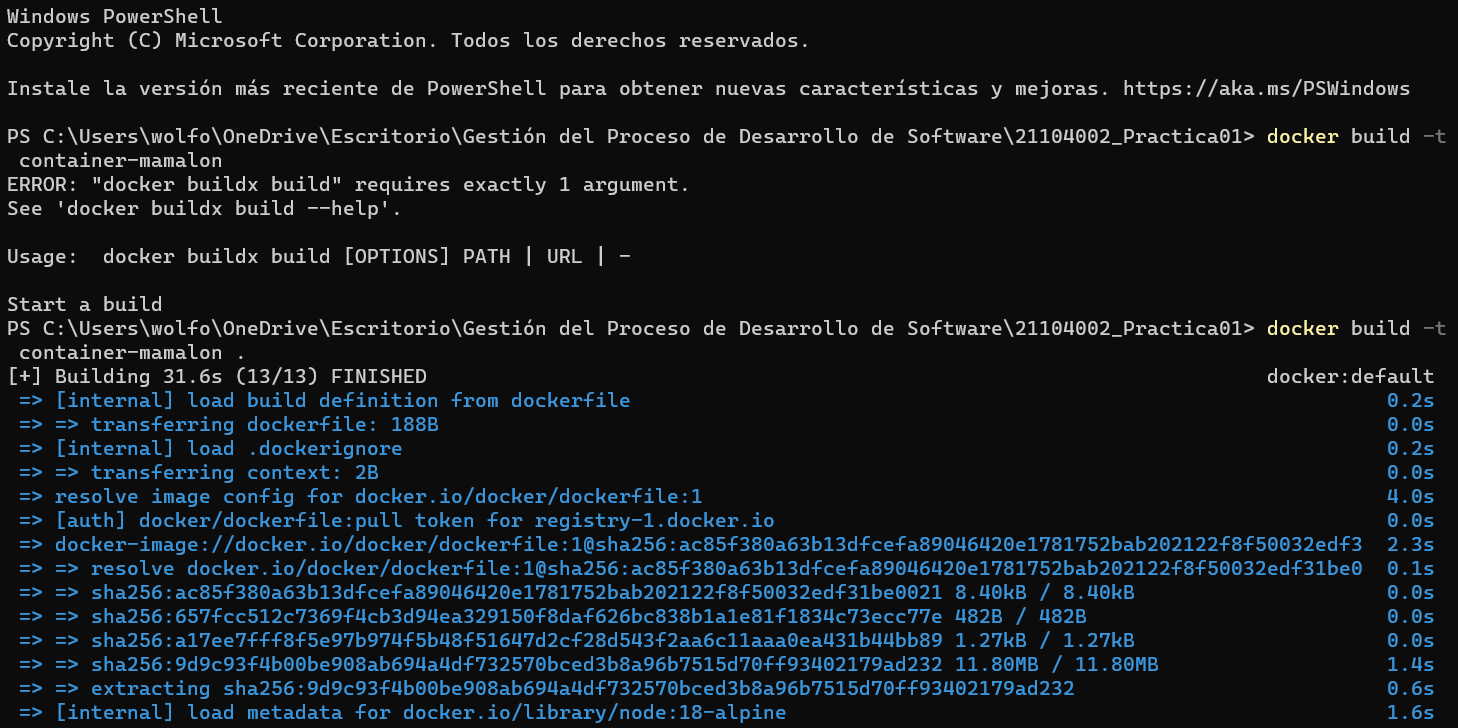 Windows PowerShell
Copyright (C) Microsoft Corporation. Todos los derechos reservados.
Instale la versión más reciente de PowerShell para obtener nuevas características y mejoras. https://aka.ms/PSWindows
PS C:\Users\wolfo\OneDrive\Escritorio\Gestión del Proceso de Desarrollo de Software\21104002_Practica01> docker build -t
 container-mamalon
ERROR: "docker buildx build" requires exactly 1 argument.
See 'docker buildx build --help'.
Usage:  docker buildx build [OPTIONS] PATH | URL | -
Start a build
PS C:\Users\wolfo\OneDrive\Escritorio\Gestión del Proceso de Desarrollo de Software\21104002_Practica01> docker build -t
 container-mamalon .
[+] Building 31.6s (13/13) FINISHED docker:default
 => [internal] load build definition from dockerfile 0.2s
 => => transferring dockerfile: 188B 0.0s
 => [internal] load .dockerignore 0.2s
 => => transferring context: 2B 0.0s
 => resolve image config for docker.io/docker/dockerfile:1 4.0s
 => [auth] docker/dockerfile:pull token for registry-1.docker.io 0.0s
 => docker-image://docker.io/docker/dockerfile:1@sha256:ac85f380a63b13dfcefa89046420e1781752bab202122f8f50032edf3 2.3s
 => => resolve docker.io/docker/dockerfile:1@sha256:ac85f380a63b13dfcefa89046420e1781752bab202122f8f50032edf31be0 0.1s
 => => sha256:ac85f380a63b13dfcefa89046420e1781752bab202122f8f50032edf31be0021 8.40kB / 8.40kB 0.0s
 => => sha256:657fcc512c7369f4cb3d94ea329150f8daf626bc838b1a1e81f1834c73ecc77e 482B / 482B 0.0s
 => => sha256:a17ee7fff8f5e97b974f5b48f51647d2cf28d543f2aa6c11aaa0ea431b44bb89 1.27kB / 1.27kB 0.0s
 => => sha256:9d9c93f4b00be908ab694a4df732570bced3b8a96b7515d70ff93402179ad232 11.80MB / 11.80MB 1.4s
 => => extracting sha256:9d9c93f4b00be908ab694a4df732570bced3b8a96b7515d70ff93402179ad232 0.6s
 => [internal] load metadata for docker.io/library/node:18-alpine 1.6s